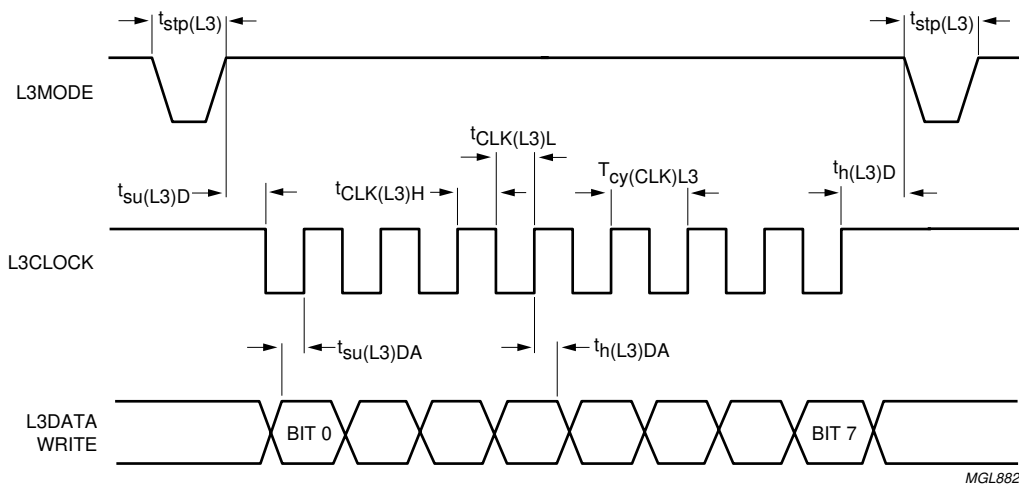 tstp(L3) tstp(L3)
L3MODE
tCLK(L3)L
tsu(L3)D tCLK(L3)H Tcy(CLK)L3 th(L3)D
L3CLOCK
tsu(L3)DA th(L3)DA
L3DATA
WRITE
BIT 0 BIT 7
MGL882